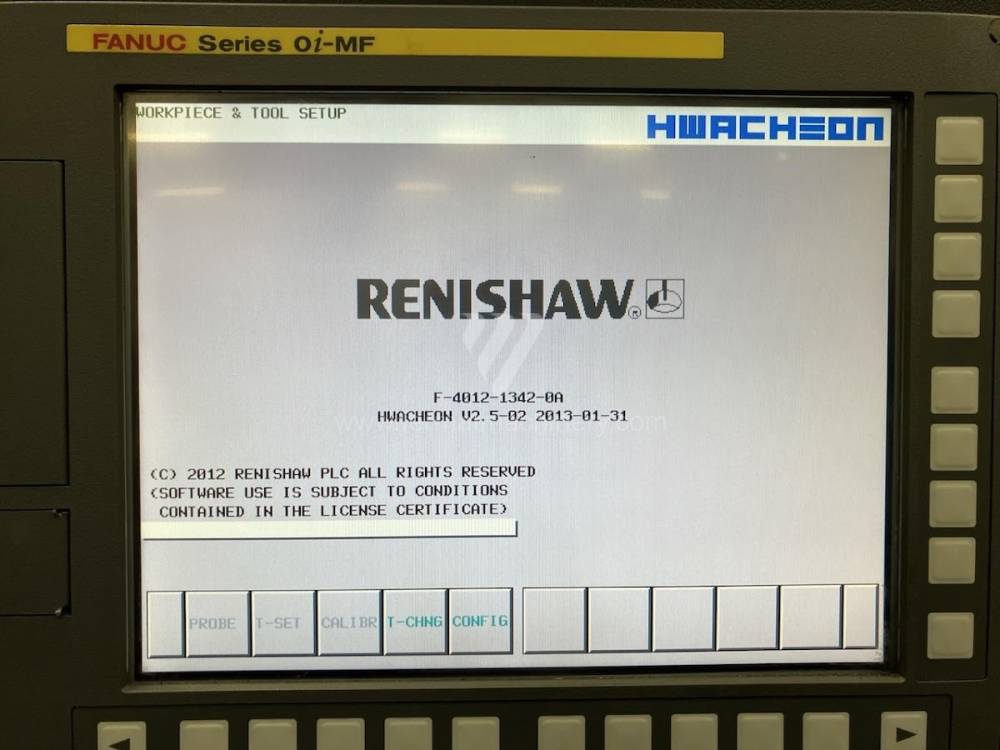 FANUC Series 0i-MF
WORKPIECE & TOOL SETUP
HWACHEON
RENISHAW®
F-4012-1342-0A
HWACHEON V2.5-02 2013-01-31
(C) 2012 RENISHAW PLC ALL RIGHTS RESERVED
(SOFTWARE USE IS SUBJECT TO CONDITIONS
CONTAINED IN THE LICENSE CERTIFICATE)
PROBE T-SET CALIBR T-CHNG CONFIG